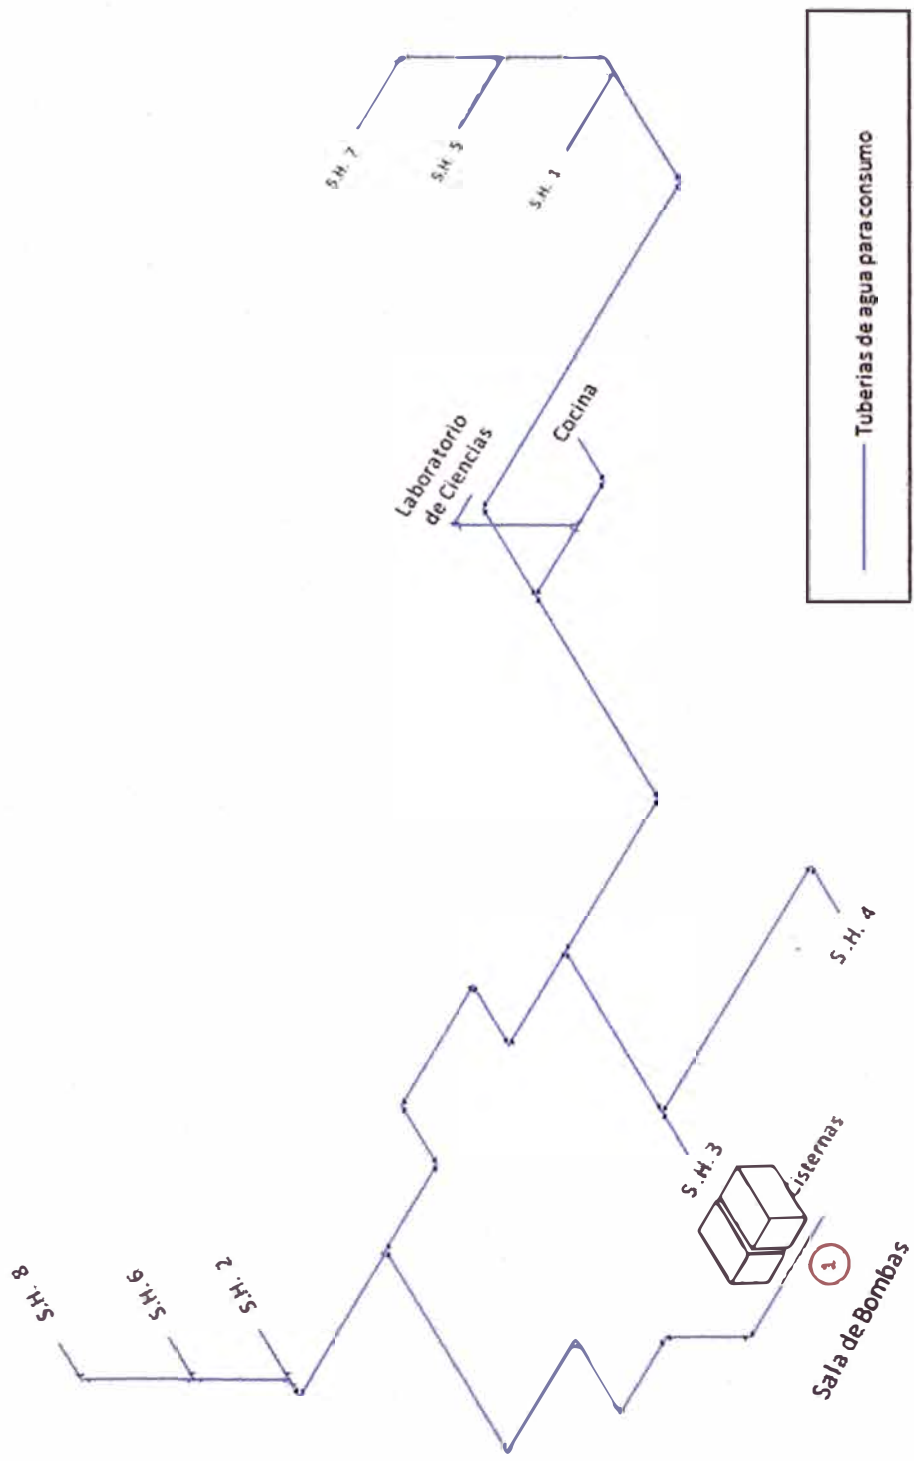 S.H. 7
S.H. 5
S.H. 1
Laboratorio
de Ciencias
Cocina
S.H. 4
S.H. 3
Cisternas
1
Sala de Bombas
S.H. 8
S.H. 6
S.H. 2
Tuberias de agua para consumo